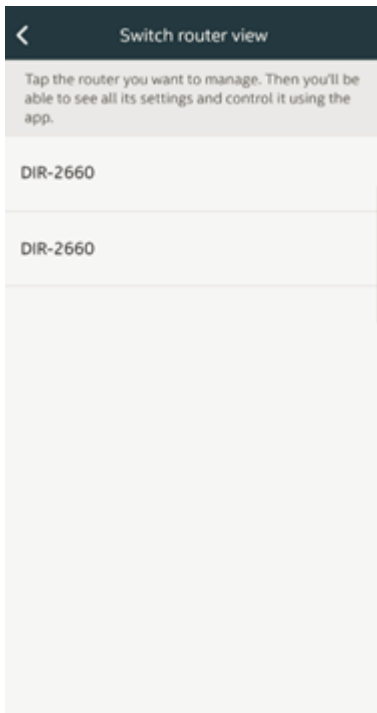 Switch router view
Tap the router you want to manage. Then you'll be
able to see all its settings and control it using the
app.
DIR-2660
DIR-2660